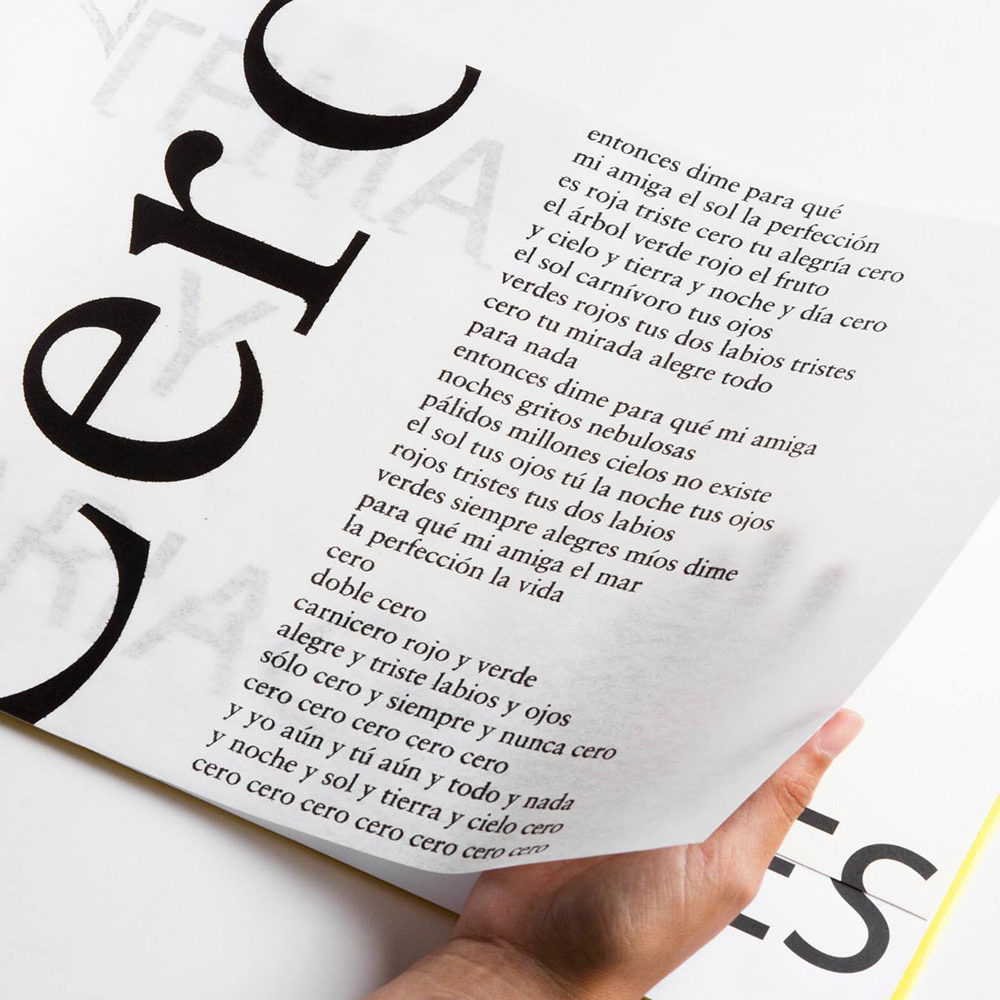 Cero
entonces dime para qué
mi amiga el sol la perfección
es roja triste cero tu alegría cero
el árbol verde rojo el fruto
y cielo y tierra y noche y día cero
el sol carnívoro tus ojos
verdes rojos tus dos labios tristes
cero tu mirada alegre todo
para nada
entonces dime para qué mi amiga
noches gritos nebulosas
pálidos millones cielos no existe
el sol tus ojos tú la noche tus ojos
rojos tristes tus dos labios
verdes siempre alegres míos dime
para qué mi amiga el mar
la perfección la vida
cero
doble cero
carnicero rojo y verde
alegre y triste labios y ojos
sólo cero y siempre y nunca cero
cero cero cero cero cero
y yo aún y tú aún y todo y nada
y noche y sol y tierra y cielo cero
cero cero cero cero cero cero cero
Y
ES